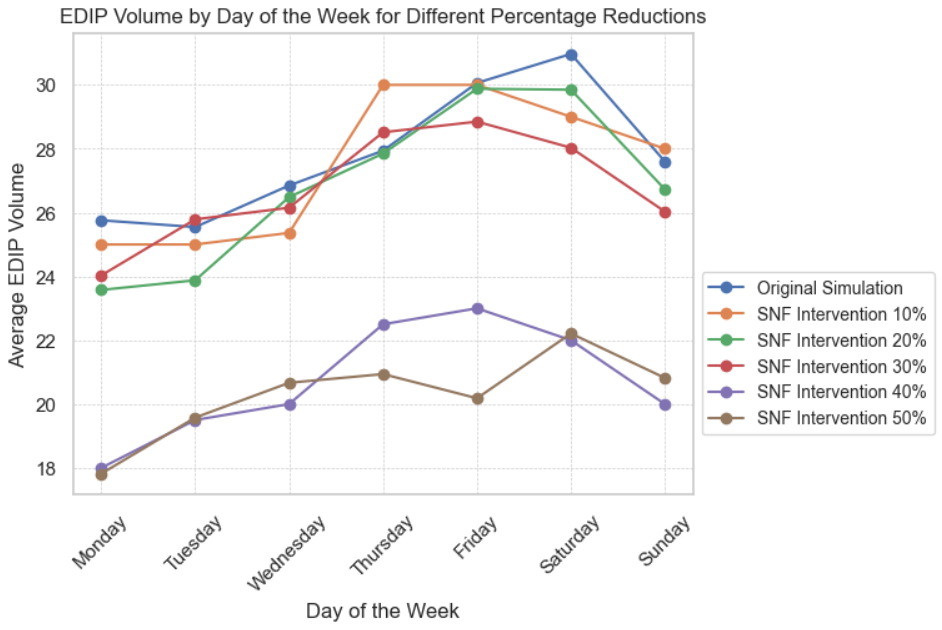 EDIP Volume by Day of the Week for Different Percentage Reductions
30
28
26
24
22
20
18
Average EDIP Volume
Monday
Tuesday
Wednesday
Thursday
Friday
Saturday
Sunday
Day of the Week
Original Simulation
SNF Intervention 10%
SNF Intervention 20%
SNF Intervention 30%
SNF Intervention 40%
SNF Intervention 50%